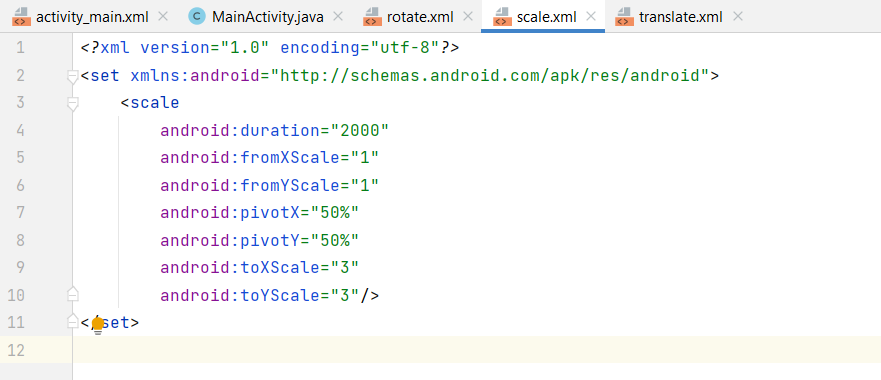 activity_main.xml MainActivity.java rotate.xml scale.xml translate.xml
1 <?xml version="1.0" encoding="utf-8"?>
2 <set xmlns:android="http://schemas.android.com/apk/res/android">
3 <scale
4 android:duration="2000"
5 android:fromXScale="1"
6 android:fromYScale="1"
7 android:pivotX="50%"
8 android:pivotY="50%"
9 android:toXScale="3"
10 android:toYScale="3"/>
11 </set>
12